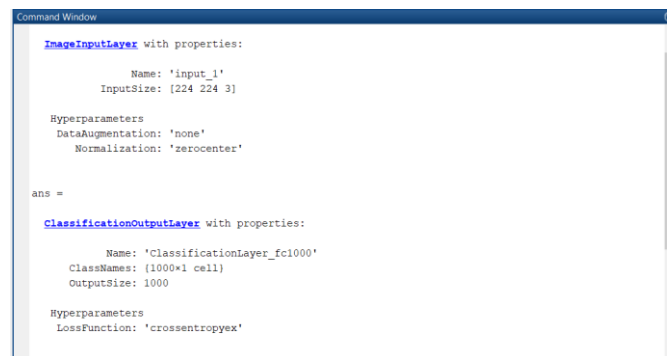 Command Window
ImageInputLayer with properties:
Name: 'input_1'
InputSize: [224 224 3]
Hyperparameters
DataAugmentation: 'none'
Normalization: 'zerocenter'
ans =
ClassificationOutputLayer with properties:
Name: 'ClassificationLayer_fc1000'
ClassNames: {1000×1 cell}
OutputSize: 1000
Hyperparameters
LossFunction: 'crossentropyex'